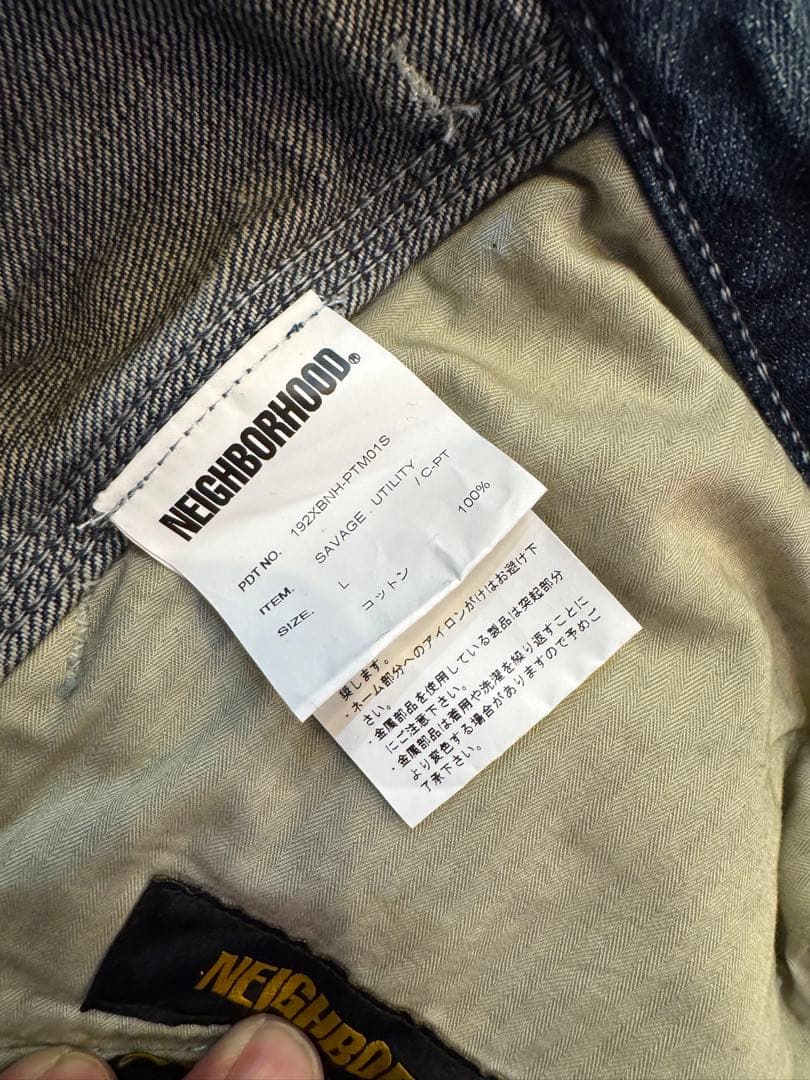 NEIGHBORHOOD®
PDT NO. 192XBNH-PTM01S
ITEM. SAVAGE . UTILITY
/ C-PT
SIZE. L
コットン 100%
奨します。
・ネーム部分へのアイロンがけはお避け下
さい。
・金属部品を使用している製品は突起部分
にご注意下さい。
・金属部品は着用や洗濯を繰り返すことに
より変色する場合がありますので予めご
了承下さい。
NEIGHBOR